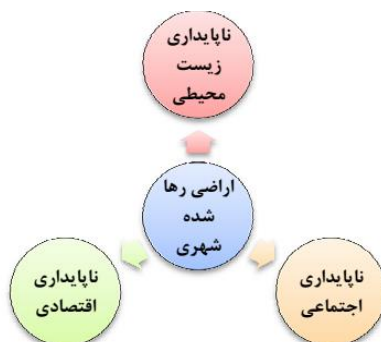 ناپایداری
زیست
محیطی
اراضی رها
شده
شهری
ناپایداری
اجتماعی
ناپایداری
اقتصادی